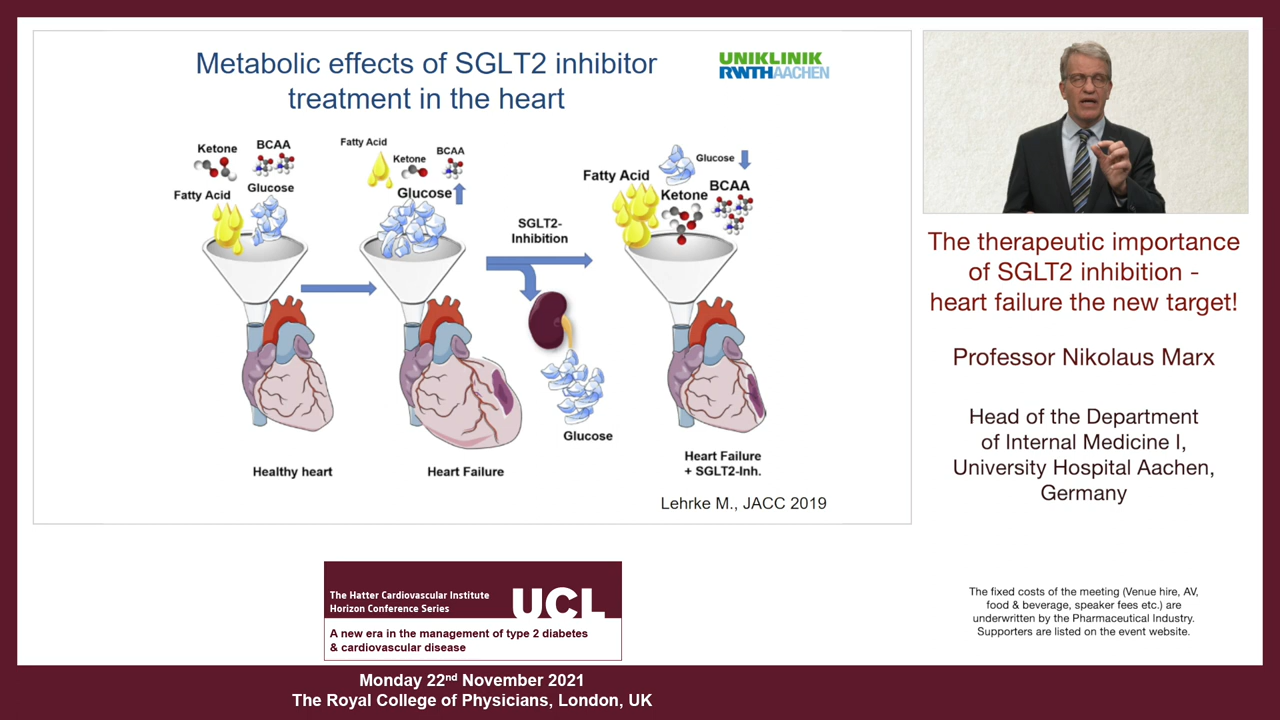 Metabolic effects of SGLT2 inhibitor
treatment in the heart
UNIKLINIK
RWTHAACHEN
Ketone
BCAA
Fatty Acid
Glucose
Fatty Acid
Ketone
BCAA
Glucose
SGLT2-
Inhibition
Glucose
Fatty Acid
Ketone
BCAA
Glucose
Healthy heart
Heart Failure
Heart Failure
+ SGLT2-Inh.
Lehrke M., JACC 2019
The therapeutic importance
of SGLT2 inhibition -
heart failure the new target!
Professor Nikolaus Marx
Head of the Department
of Internal Medicine I,
University Hospital Aachen,
Germany
The Hatter Cardiovascular Institute
Horizon Conference Series
UCL
A new era in the management of type 2 diabetes
& cardiovascular disease
The fixed costs of the meeting (Venue hire, AV,
food & beverage, speaker fees etc.) are
underwritten by the Pharmaceutical Industry.
Supporters are listed on the event website.
Monday 22nd November 2021
The Royal College of Physicians, London, UK